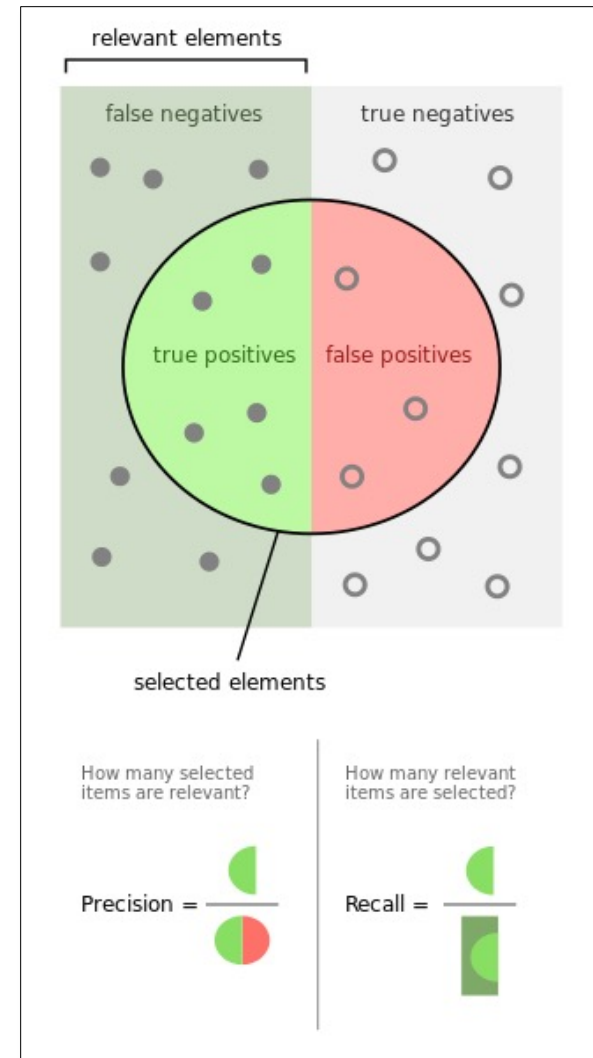 relevant elements
false negatives
true negatives
true positives
false positives
selected elements
How many selected
items are relevant?
Precision =
How many relevant
items are selected?
Recall =